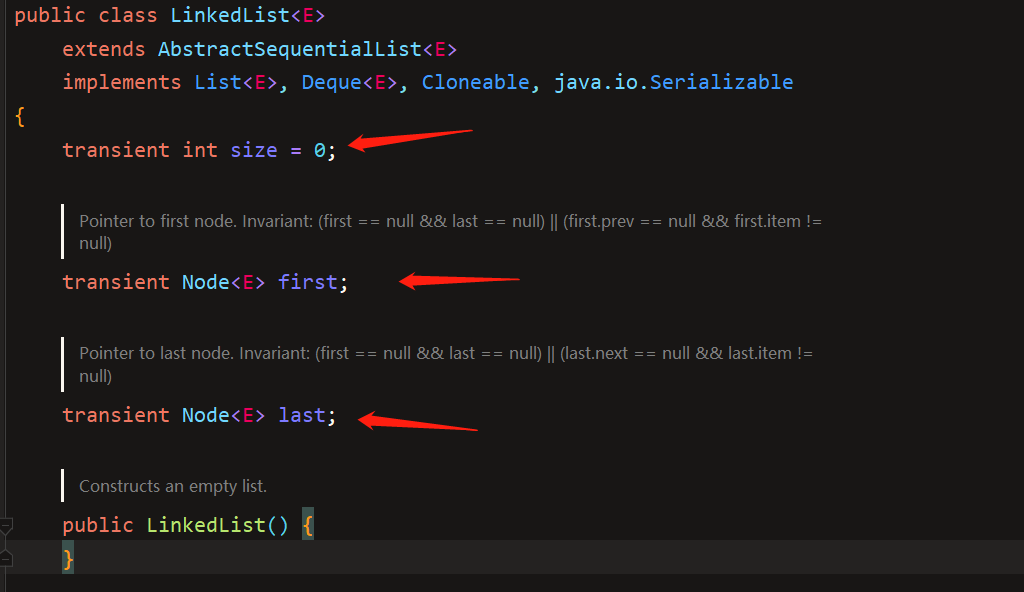 public class LinkedList<E>
extends AbstractSequentialList<E>
implements List<E>, Deque<E>, Cloneable, java.io.Serializable
{
transient int size = 0;
Pointer to first node. Invariant: (first == null && last == null) || (first.prev == null && first.item !=
null)
transient Node<E> first;
Pointer to last node. Invariant: (first == null && last == null) || (last.next == null && last.item !=
null)
transient Node<E> last;
Constructs an empty list.
public LinkedList() {
}